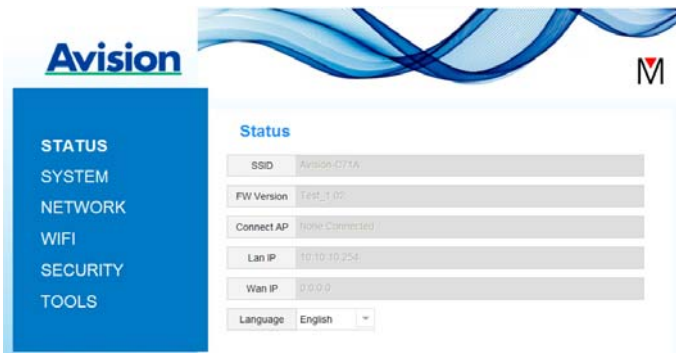 Avision
M
STATUS
SYSTEM
NETWORK
WIFI
SECURITY
TOOLS
Status
SSID Avision-D71A
FW Version Test_1.02
Connect AP None Connected
Lan IP 10.10.10.254
Wan IP 0.0.0.0
Language English